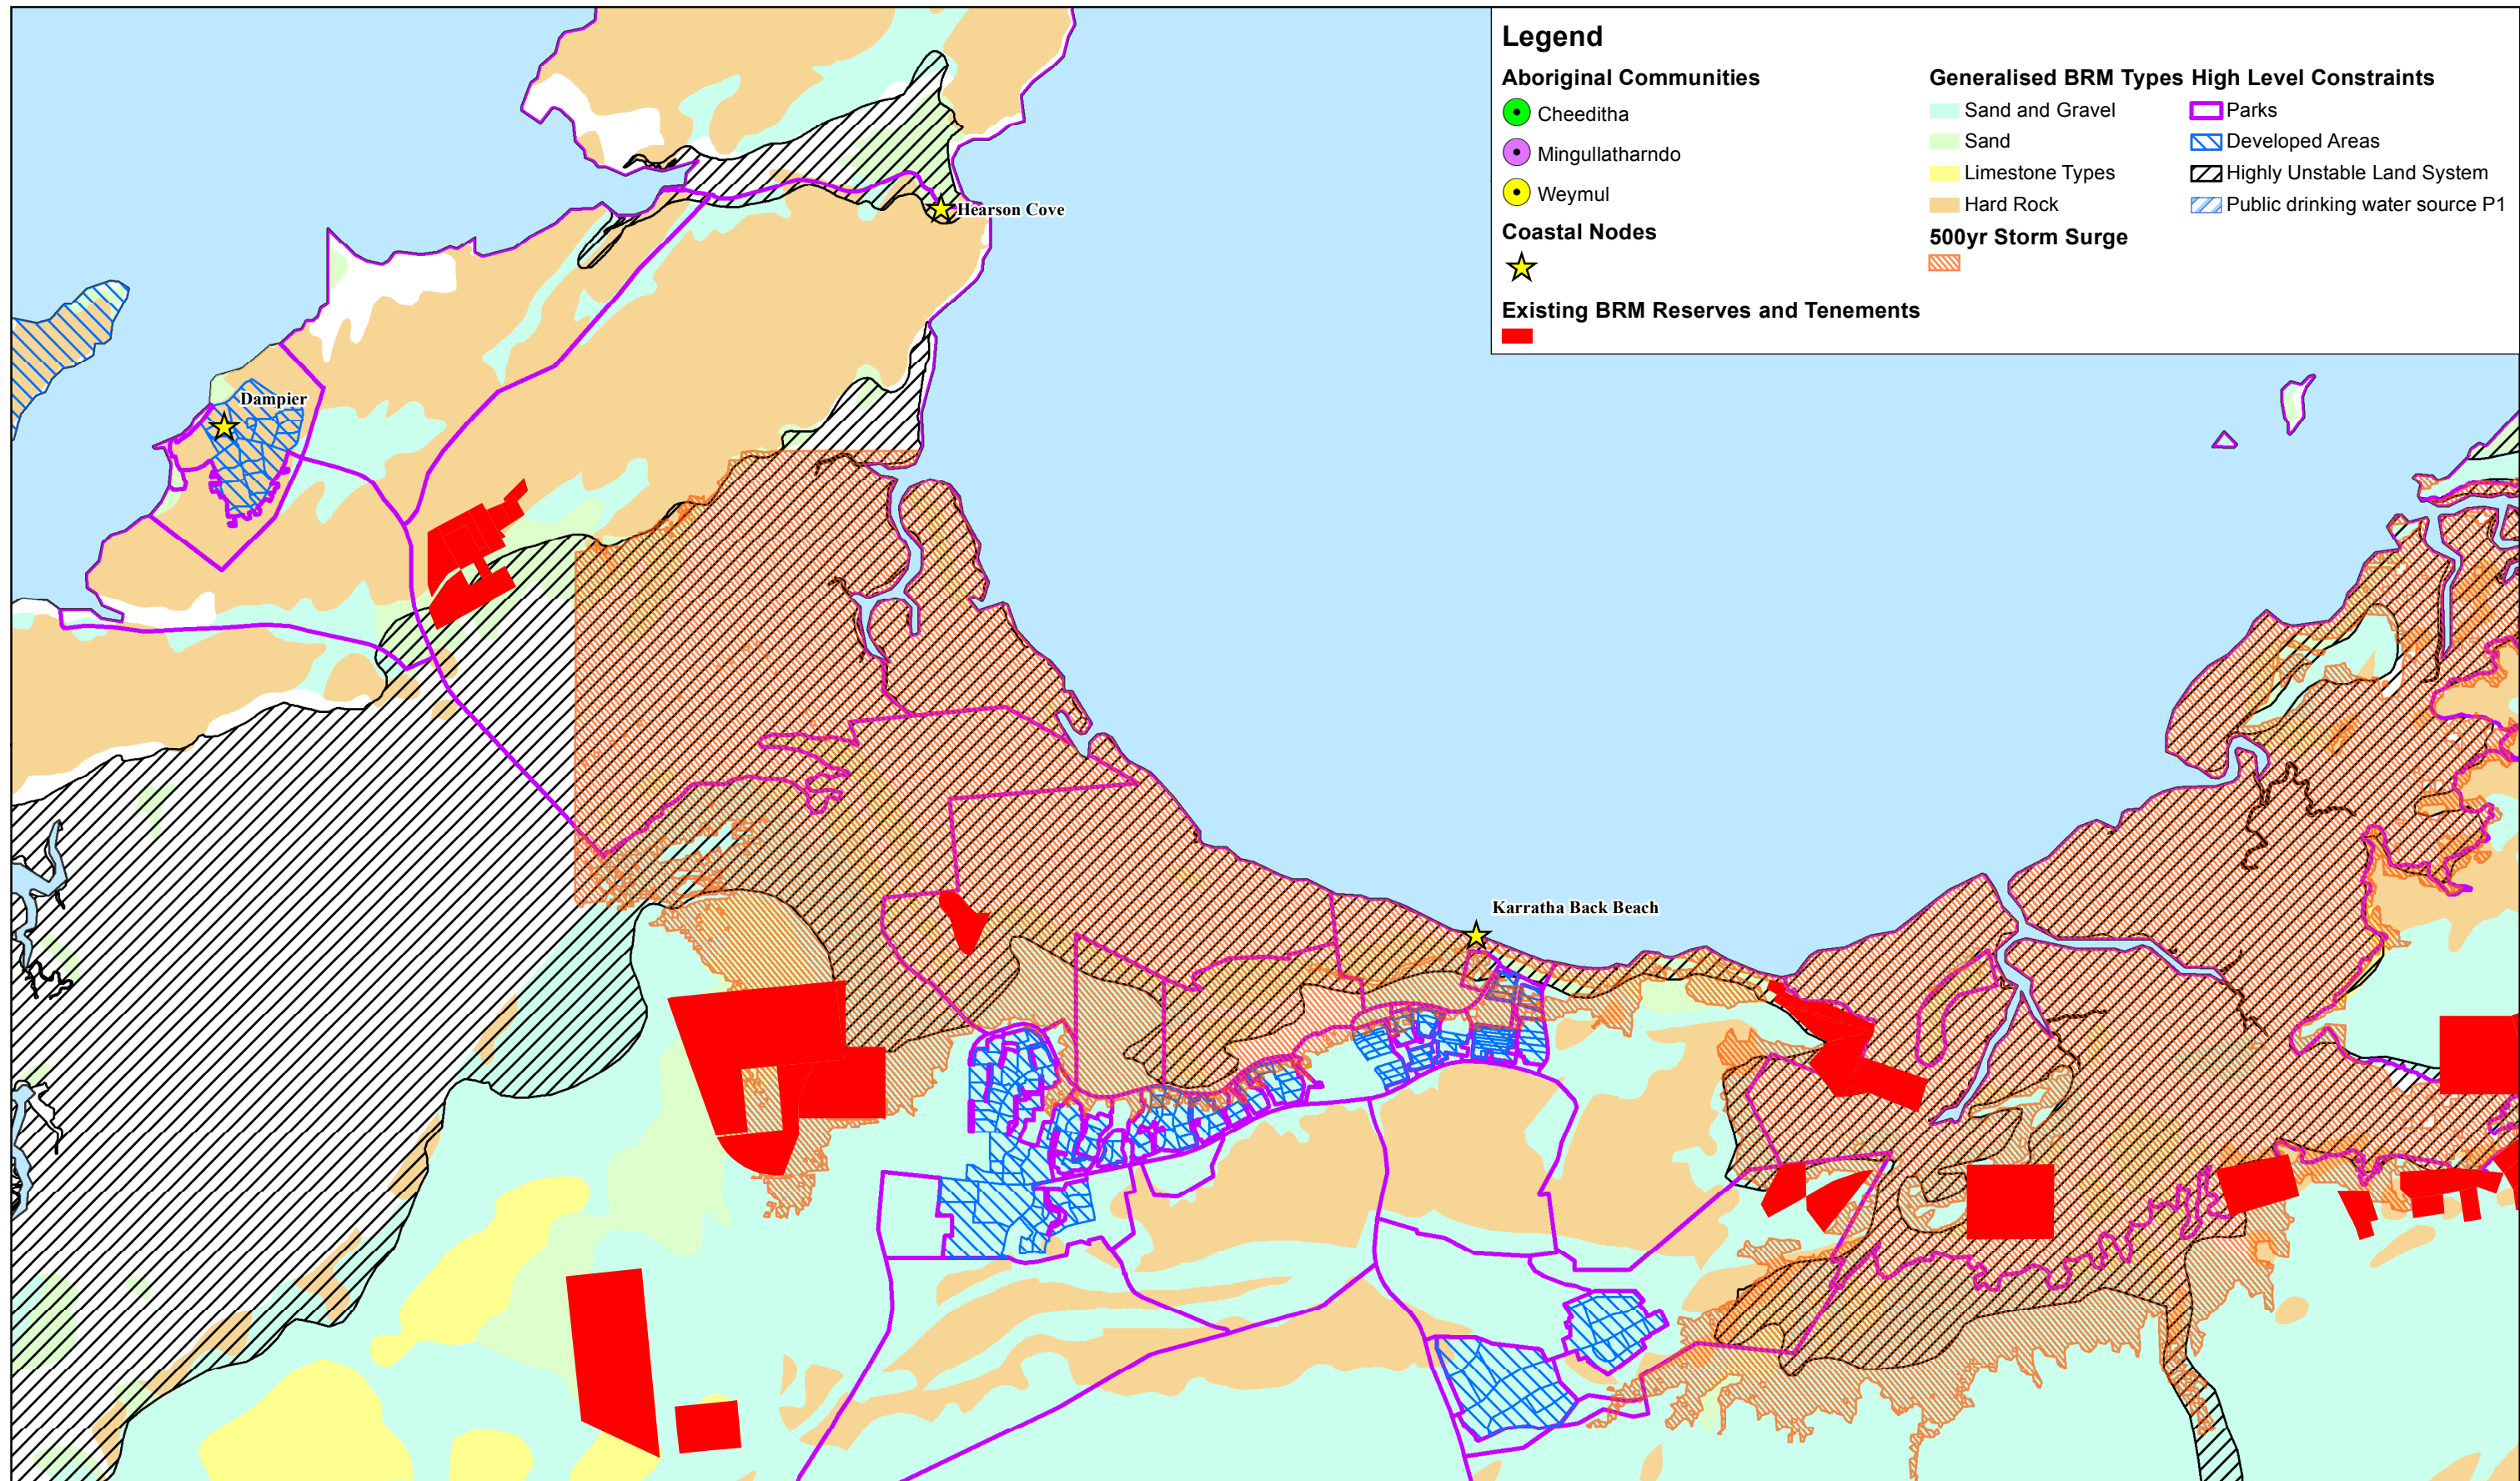 Legend
Aboriginal Communities
Cheeditha
Mingullatharndo
Weymul
Coastal Nodes
Existing BRM Reserves and Tenements
Generalised BRM Types
Sand and Gravel
Sand
Limestone Types
Hard Rock
500yr Storm Surge
High Level Constraints
Parks
Developed Areas
Highly Unstable Land System
Public drinking water source P1
Hearson Cove
Dampier
Karratha Back Beach